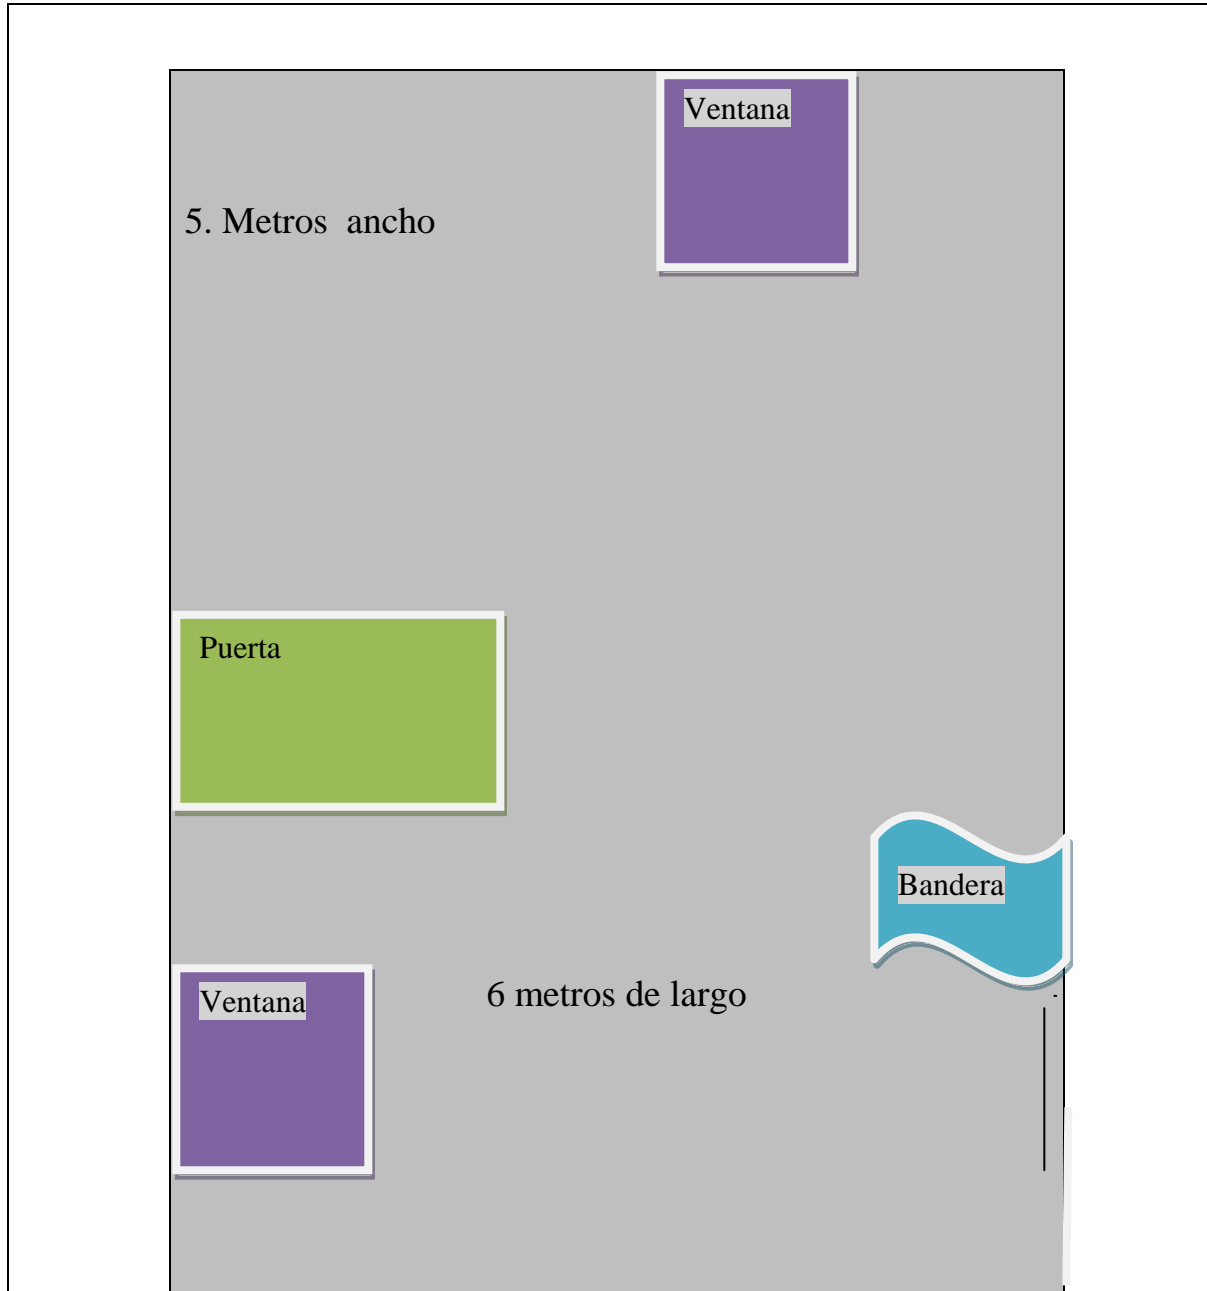 Ventana
5. Metros  ancho
Puerta
Bandera
Ventana
6 metros de largo